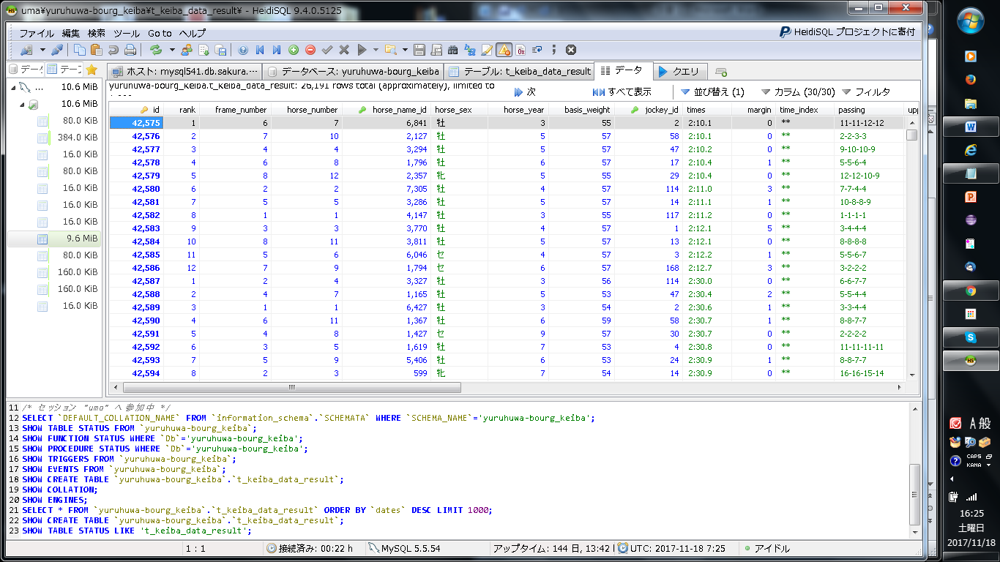 uma¥yuruhuwa-bourg_keiba¥t_keiba_data_result¥ - HeidiSQL 9.4.0.5125
ファイル 編集 検索 ツール Go to ヘルプ
HeidiSQL プロジェクトに寄付
デー テー
ホスト: mysql541.db.sakura.… データベース: yuruhuwa-bourg_keiba テーブル: t_keiba_data_result データ クエリ
... 10.6 MiB
10.6 MiB
80.0 KiB
384.0 KiB
16.0 KiB
80.0 KiB
16.0 KiB
16.0 KiB
16.0 KiB
9.6 MiB
80.0 KiB
160.0 KiB
160.0 KiB
16.0 KiB
yuruhuwa-bourg_keiba.t_keiba_data_result: 26,191 rows total (approximately), limited to
次 すべて表示 並び替え (1) カラム (30/30) フィルタ
id rank frame_number horse_number horse_name_id horse_sex horse_year basis_weight jockey_id times margin time_index passing upp
42,575 1 6 7 6,841 牡 3 55 2 2:10.1 0 ** 11-11-12-12
42,576 2 7 10 2,127 牡 5 57 58 2:10.1 0 ** 2-2-3-3
42,577 3 4 4 3,294 牡 5 57 47 2:10.2 0 ** 9-10-10-9
42,578 4 6 8 1,796 牡 6 57 17 2:10.4 1 ** 5-5-6-4
42,579 5 8 12 2,357 牝 5 55 29 2:10.4 0 ** 12-12-10-9
42,580 6 2 2 7,305 牡 4 57 114 2:11.0 3 ** 7-7-4-4
42,581 7 5 5 3,286 牡 5 57 14 2:11.1 1 ** 10-8-8-9
42,582 8 1 1 4,147 牡 3 55 117 2:11.2 0 ** 1-1-1-1
42,583 9 3 3 3,770 牡 4 57 1 2:12.1 5 ** 3-4-4-4
42,584 10 8 11 3,811 牡 5 57 13 2:12.1 0 ** 8-8-8-8
42,585 11 5 6 6,046 セ 4 57 3 2:12.2 1 ** 5-5-6-7
42,586 12 7 9 1,794 セ 6 57 168 2:12.7 3 ** 3-2-2-2
42,587 1 2 4 3,327 牡 3 56 114 2:30.0 0 ** 6-6-7-7
42,588 2 4 7 1,165 牡 5 53 47 2:30.4 2 ** 5-5-4-4
42,589 3 1 1 6,427 牡 3 54 2 2:30.6 1 ** 3-3-4-4
42,590 4 6 11 1,367 牡 6 59 58 2:30.7 1 ** 8-8-7-7
42,591 5 4 8 1,427 セ 9 57 30 2:30.7 0 ** 2-2-2-2
42,592 6 3 5 1,619 牡 7 53 4 2:30.8 0 ** 11-11-11-11
42,593 7 5 9 5,406 牡 6 53 24 2:30.9 1 ** 8-8-7-7
42,594 8 2 3 599 牝 7 54 14 2:30.9 0 ** 16-16-15-14
11 /* セッション "uma" へ参加中 */
12 SELECT `DEFAULT_COLLATION_NAME` FROM `information_schema`.`SCHEMATA` WHERE `SCHEMA_NAME`='yuruhuwa-bourg_keiba';
13 SHOW TABLE STATUS FROM `yuruhuwa-bourg_keiba`;
14 SHOW FUNCTION STATUS WHERE `Db`='yuruhuwa-bourg_keiba';
15 SHOW PROCEDURE STATUS WHERE `Db`='yuruhuwa-bourg_keiba';
16 SHOW TRIGGERS FROM `yuruhuwa-bourg_keiba`;
17 SHOW EVENTS FROM `yuruhuwa-bourg_keiba`;
18 SHOW CREATE TABLE `yuruhuwa-bourg_keiba`.`t_keiba_data_result`;
19 SHOW COLLATION;
20 SHOW ENGINES;
21 SELECT * FROM `yuruhuwa-bourg_keiba`.`t_keiba_data_result` ORDER BY `dates` DESC LIMIT 1000;
22 SHOW CREATE TABLE `yuruhuwa-bourg_keiba`.`t_keiba_data_result`;
23 SHOW TABLE STATUS LIKE 't_keiba_data_result';
1 : 1 接続済み: 00:22 h MySQL 5.5.54 アップタイム: 144 日, 13:42 UTC: 2017-11-18 7:25 アイドル
A 般
CAPS
KANA
16:25
土曜日
2017/11/18